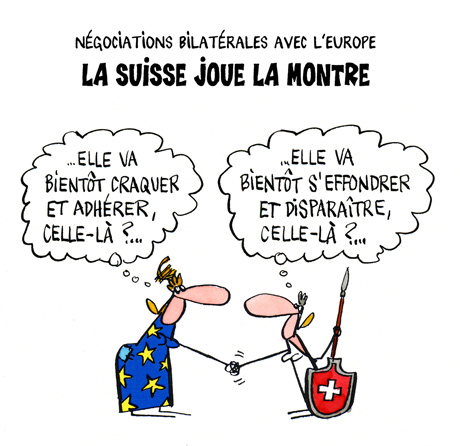 NÉGOCIATIONS BILATÉRALES AVEC L'EUROPE
LA SUISSE JOUE LA MONTRE
...ELLE VA
BIENTÔT CRAQUER
ET ADHÉRER,
CELLE-LÀ ?....
...ELLE VA
BIENTÔT S'EFFONDRER
ET DISPARAÎTRE,
CELLE-LÀ ?....